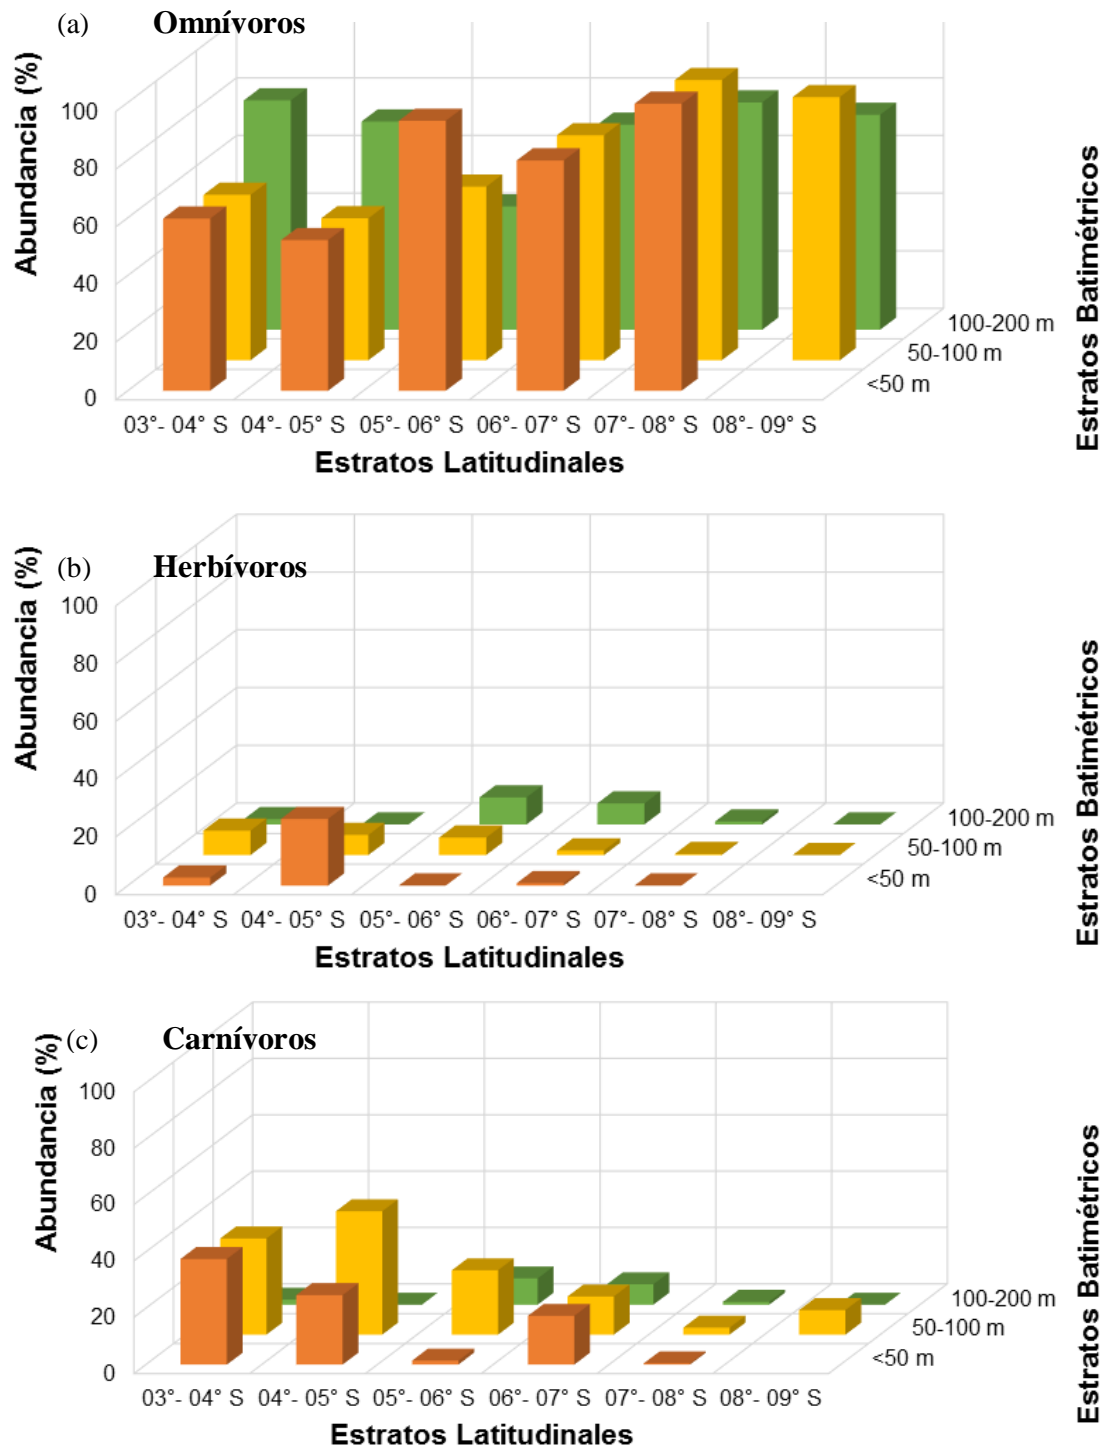 (a) Omnívoros
Abundancia (%)
100
80
60
40
20
0
03°- 04° S 04°- 05° S 05°- 06° S 06°- 07° S 07°- 08° S 08°- 09° S
Estratos Latitudinales
100-200 m
50-100 m
<50 m
Estratos Batimétricos
(b) Herbívoros
Abundancia (%)
100
80
60
40
20
0
03°- 04° S 04°- 05° S 05°- 06° S 06°- 07° S 07°- 08° S 08°- 09° S
Estratos Latitudinales
100-200 m
50-100 m
<50 m
Estratos Batimétricos
(c) Carnívoros
Abundancia (%)
100
80
60
40
20
0
03°- 04° S 04°- 05° S 05°- 06° S 06°- 07° S 07°- 08° S 08°- 09° S
Estratos Latitudinales
100-200 m
50-100 m
<50 m
Estratos Batimétricos